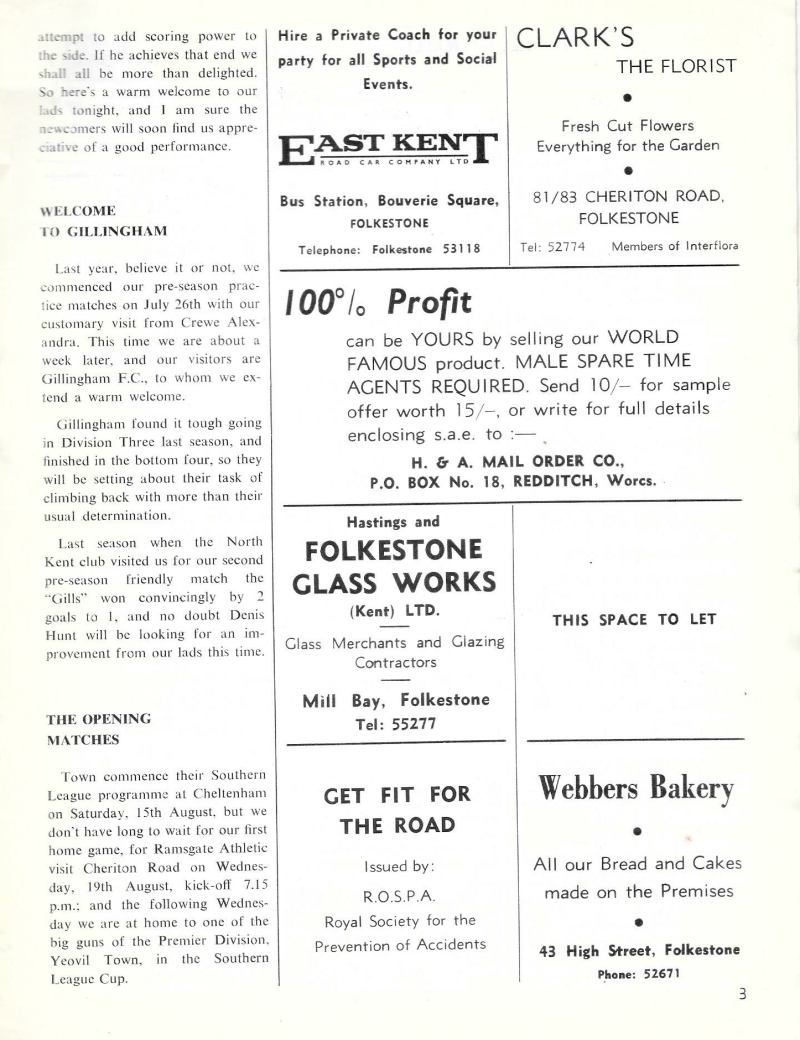 attempt to add scoring power to
the side. If he achieves that end we
shall all be more than delighted.
So here's a warm welcome to our
lads tonight, and I am sure the
newcomers will soon find us appre-
ciative of a good performance.
WELCOME
TO GILLINGHAM
Last year, believe it or not, we
commenced our pre-season prac-
tice matches on July 26th with our
customary visit from Crewe Alex-
andra. This time we are about a
week later, and our visitors are
Gillingham F.C., to whom we ex-
tend a warm welcome.
Gillingham found it tough going
in Division Three last season, and
finished in the bottom four, so they
will be setting about their task of
climbing back with more than their
usual determination.
Last season when the North
Kent club visited us for our second
pre-season friendly match the
"Gills" won convincingly by 2
goals to 1, and no doubt Denis
Hunt will be looking for an im-
provement from our lads this time.
THE OPENING
MATCHES
Town commence their Southern
League programme at Cheltenham
on Saturday, 15th August, but we
don't have long to wait for our first
home game, for Ramsgate Athletic
visit Cheriton Road on Wednes-
day, 19th August, kick-off 7.15
p.m.; and the following Wednes-
day we are at home to one of the
big guns of the Premier Division,
Yeovil Town, in the Southern
League Cup.
Hire a Private Coach for your
party for all Sports and Social
Events.
EAST KENT
ROAD CAR COMPANY LTD
Bus Station, Bouverie Square,
FOLKESTONE
Telephone: Folkestone 53118
CLARK'S
THE FLORIST
•
Fresh Cut Flowers
Everything for the Garden
•
81/83 CHERITON ROAD,
FOLKESTONE
Tel: 52774 Members of Interflora
100% Profit
can be YOURS by selling our WORLD
FAMOUS product. MALE SPARE TIME
AGENTS REQUIRED. Send 10/– for sample
offer worth 15/–, or write for full details
enclosing s.a.e. to :—
H. & A. MAIL ORDER CO.,
P.O. BOX No. 18, REDDITCH, Worcs.
Hastings and
FOLKESTONE
GLASS WORKS
(Kent) LTD.
Glass Merchants and Glazing
Contractors
Mill Bay, Folkestone
Tel: 55277
THIS SPACE TO LET
GET FIT FOR
THE ROAD
Issued by:
R.O.S.P.A.
Royal Society for the
Prevention of Accidents
Webbers Bakery
•
All our Bread and Cakes
made on the Premises
•
43 High Street, Folkestone
Phone: 52671
3